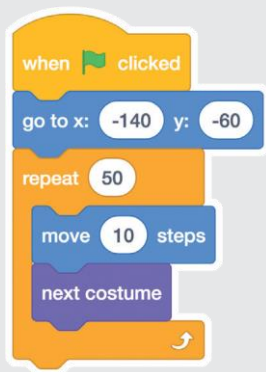 when clicked
go to x: -140 y: -60
repeat 50
move 10 steps
next costume